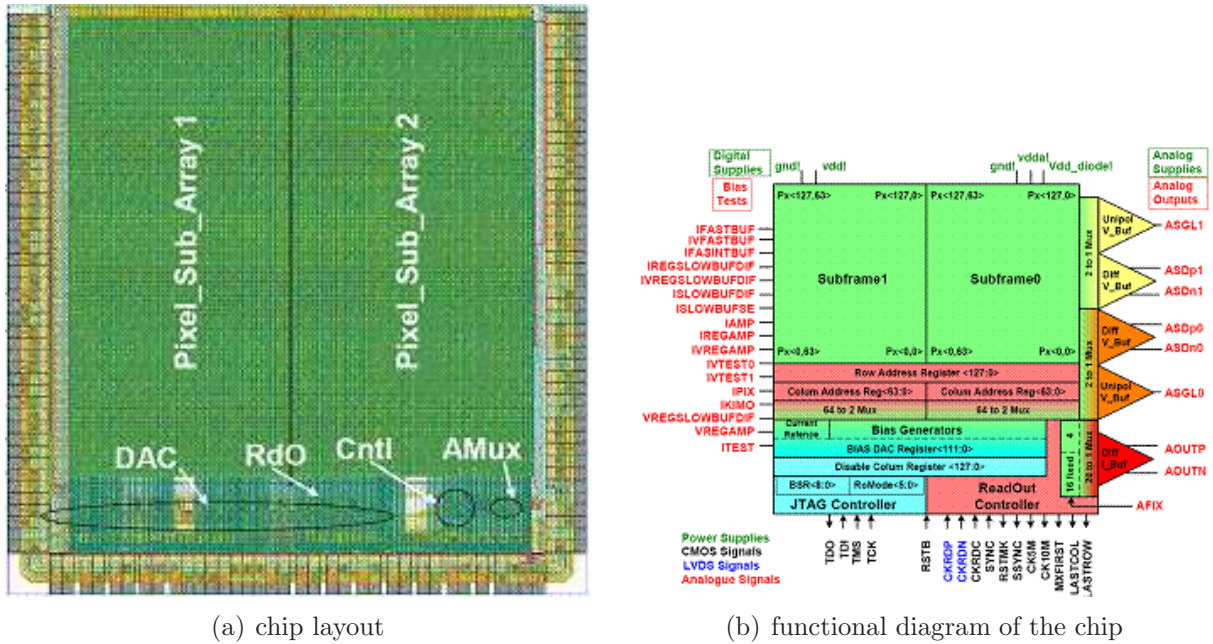 Pixel_Sub_Array 1
Pixel_Sub_Array 2
DAC
RdO
Cntl
AMux
(a) chip layout
Digital
Supplies
gnd!
vdd!
gnd!
vdda!
Vdd_diode!
Analog
Supplies
Bias
Tests
Analog
Outputs
Px<127,63>
Px<127,0>
Px<127,63>
Px<127,0>
Subframe1
Subframe0
Px<0,63>
Px<0,0>
Px<0,63>
Px<0,0>
IFASTBUF
IVFASTBUF
IFASINTBUF
IREGSLOWBUFDIF
IVREGSLOWBUFDIF
ISLOWBUFDIF
ISLOWBUFSE
IAMP
IREGAMP
IVREGAMP
IVTEST0
IVTEST1
IPIX
IKIMO
VREGSLOWBUFDIF
VREGAMP
ITEST
Row Address Register <127:0>
Colum Address Reg<63:0>
Colum Address Reg<63:0>
64 to 2 Mux
64 to 2 Mux
Current
Refence
Bias Generators
BIAS DAC Register<111:0>
Disable Colum Register <127:0>
BSR<8:0>
RoMode<5:0>
JTAG Controller
ReadOut
Controller
2 to 1 Mux
2 to 1 Mux
16 fixed
4
20 to 1 Mux
Unipol
V_Buf
Diff
V_Buf
Diff
V_Buf
Unipol
V_Buf
Diff
I_Buf
ASGL1
ASDp1
ASDn1
ASDp0
ASDn0
ASGL0
AOUTP
AOUTN
AFIX
Power Supplies
CMOS Signals
LVDS Signals
Analogue Signals
TDO
TDI
TMS
TCK
RSTB
CKRDP
CKRDN
CKRDC
SYNC
RSTMK
SSYNC
CK5M
CK10M
MXFIRST
LASTCOL
LASTROW
(b) functional diagram of the chip